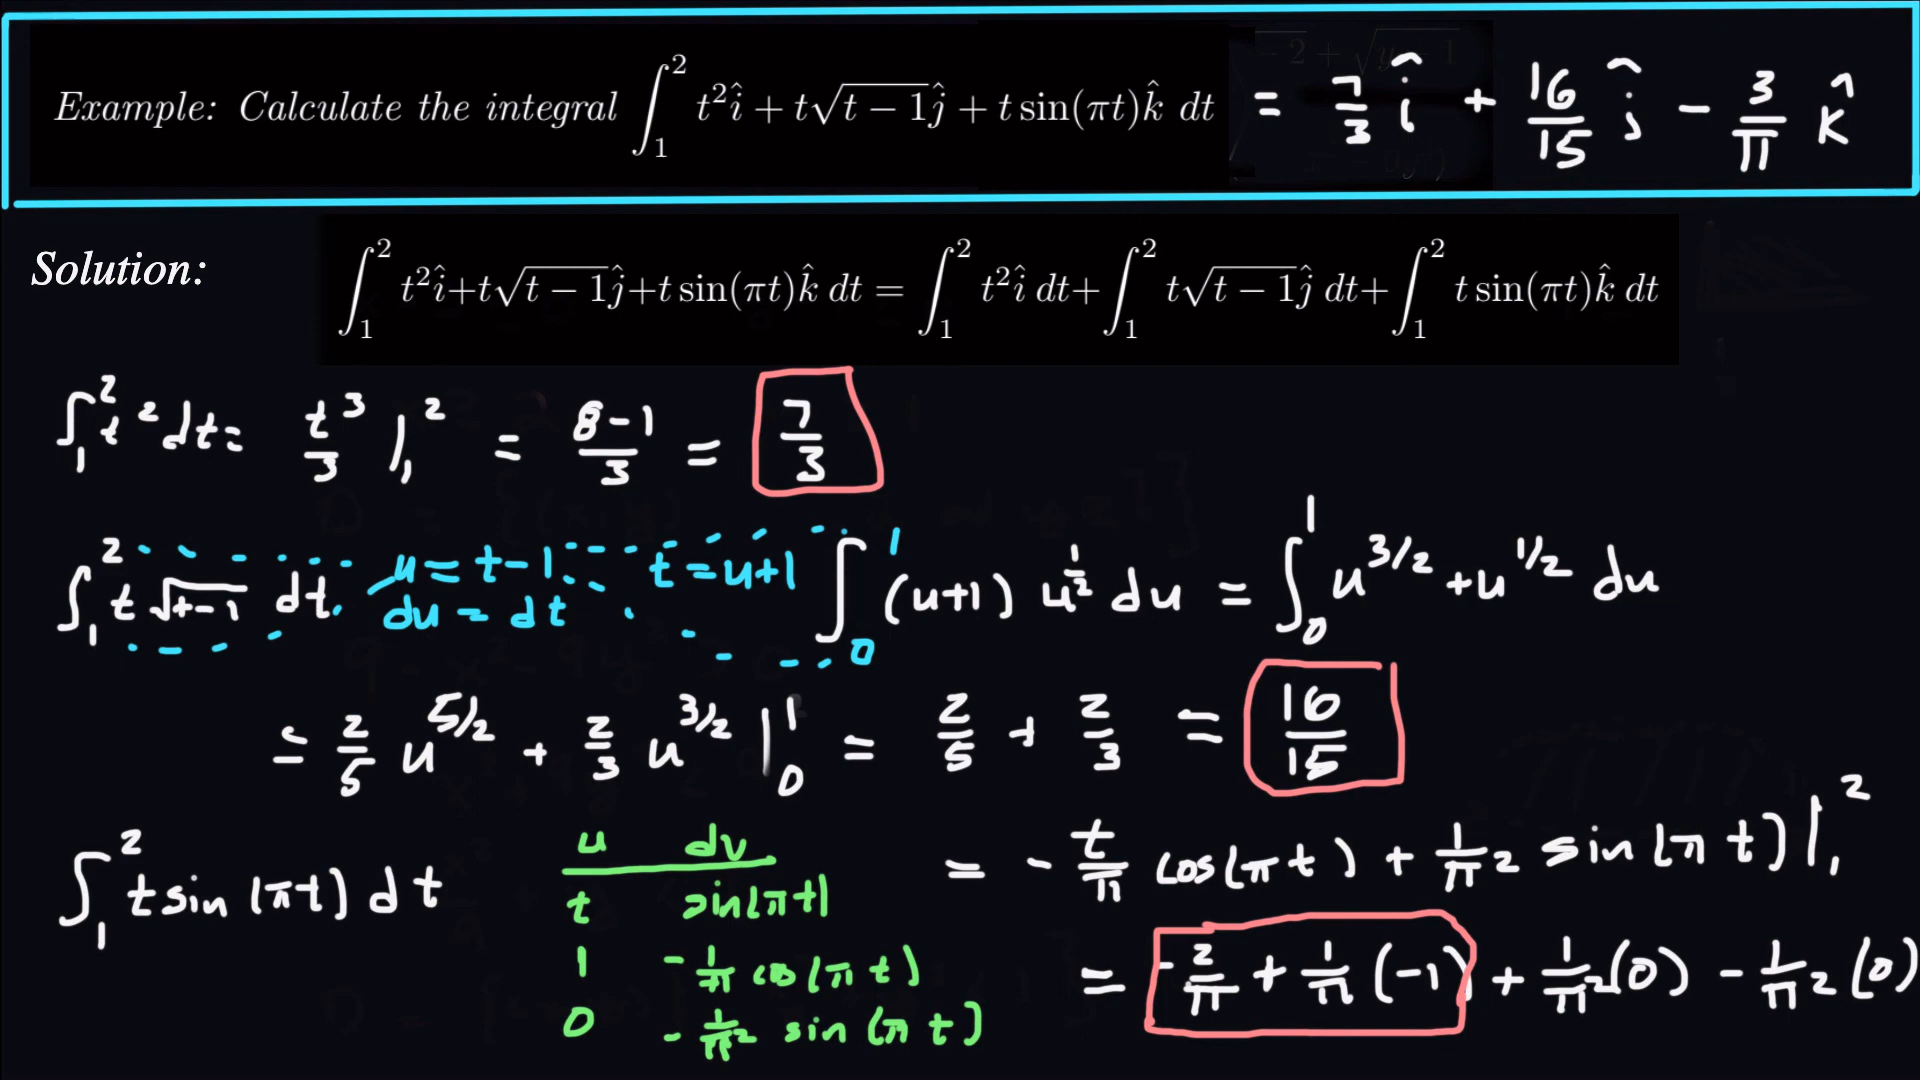 Example: Calculate the integral ∫₁² t²î + t√(t − 1)ĵ + t sin(πt)k̂ dt = 7/3 î + 16/15 ĵ − 3/π k̂
Solution: ∫₁² t²î+t√(t − 1)ĵ+t sin(πt)k̂ dt = ∫₁² t²î dt+∫₁² t√(t − 1)ĵ dt+∫₁² t sin(πt)k̂ dt
∫₁² t² dt = t³/3 |₁² = (8-1)/3 = 7/3
∫₁² t √(t-1) dt u = t-1 t = u+1 ∫₀¹ (u+1) u^(1/2) du = ∫₀¹ u^(3/2) + u^(1/2) du
du = dt
= 2/5 u^(5/2) + 2/3 u^(3/2) |₀¹ = 2/5 + 2/3 = 16/15
∫₁² t sin(πt) dt
u dv
t sin(πt)
1 -1/π cos(πt)
0 -1/π² sin(πt)
= - t/π cos(πt) + 1/π² sin(πt) |₁²
= -2/π + 1/π (-1) + 1/π² (0) - 1/π² (0)